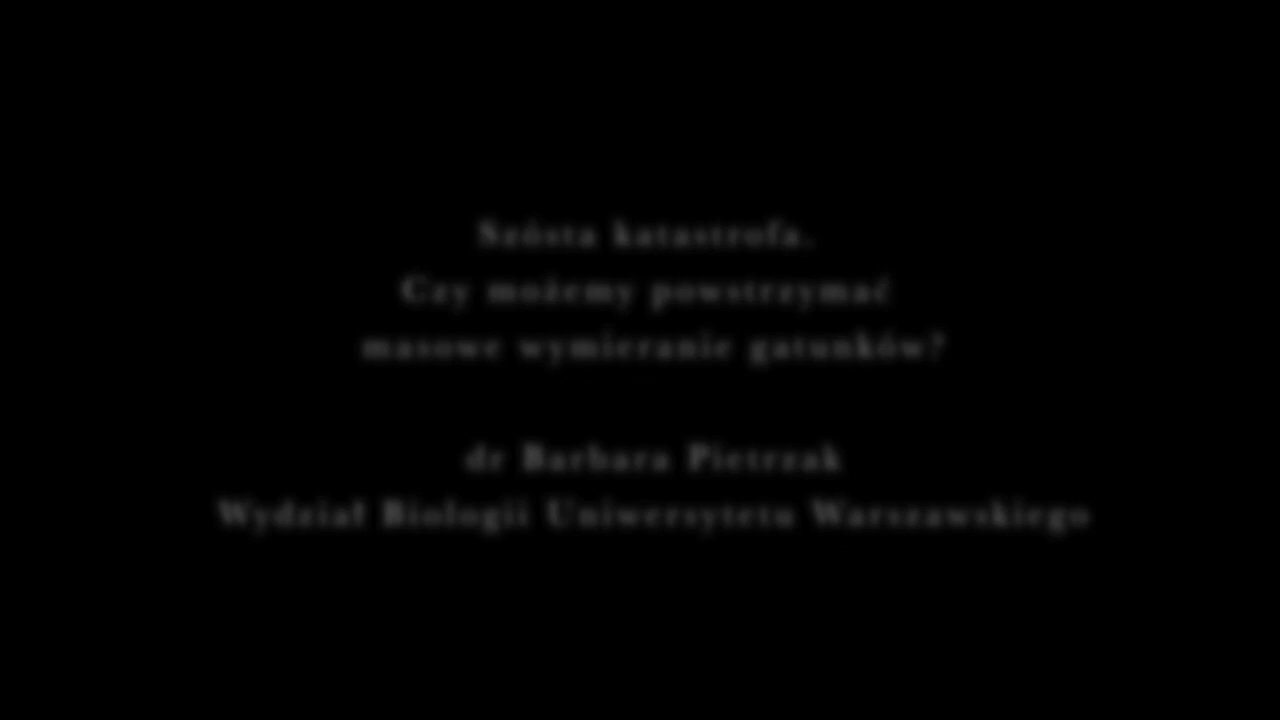 Szósta katastrofa.
Czy możemy powstrzymać
masowe wymieranie gatunków?
dr Barbara Pietrzak
Wydział Biologii Uniwersytetu Warszawskiego